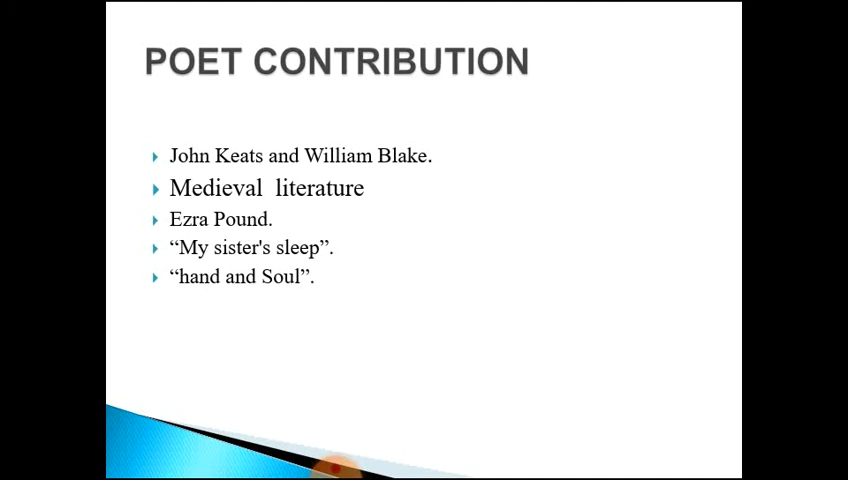 POET CONTRIBUTION
John Keats and William Blake.
Medieval literature
Ezra Pound.
“My sister's sleep”.
“hand and Soul”.